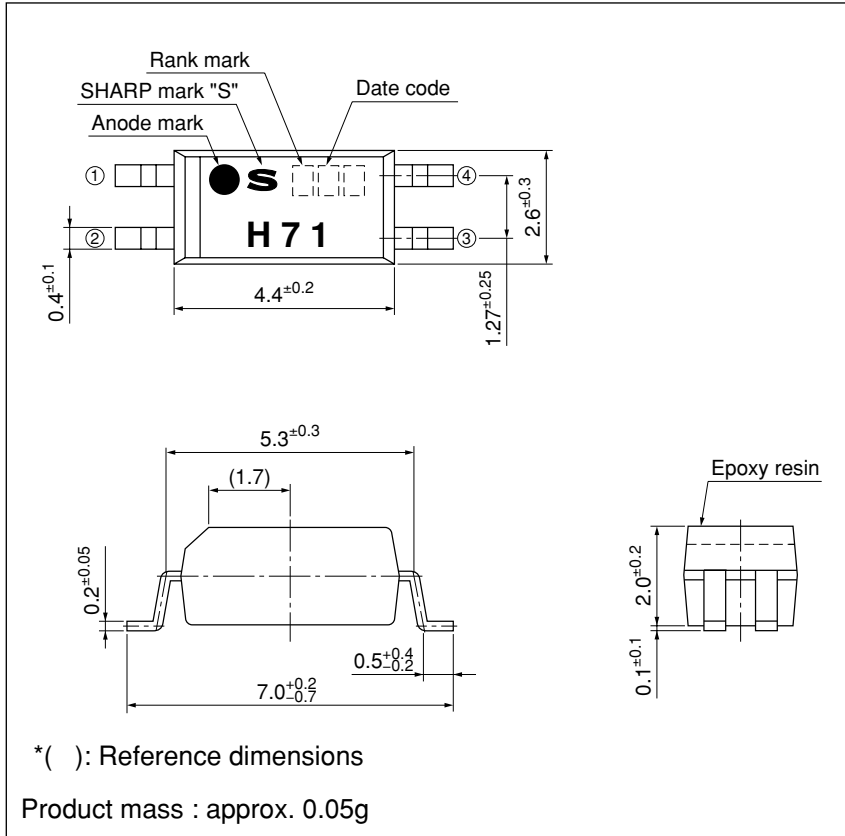 Rank mark
SHARP mark "S"
Date code
Anode mark
①
S
④
②
H 7 1
③
0.4±0.1
4.4±0.2
1.27±0.25
2.6±0.3
5.3±0.3
(1.7)
0.2±0.05
0.5+0.4−0.2
7.0+0.2−0.7
Epoxy resin
2.0±0.2
0.1±0.1
*( ): Reference dimensions
Product mass : approx. 0.05g